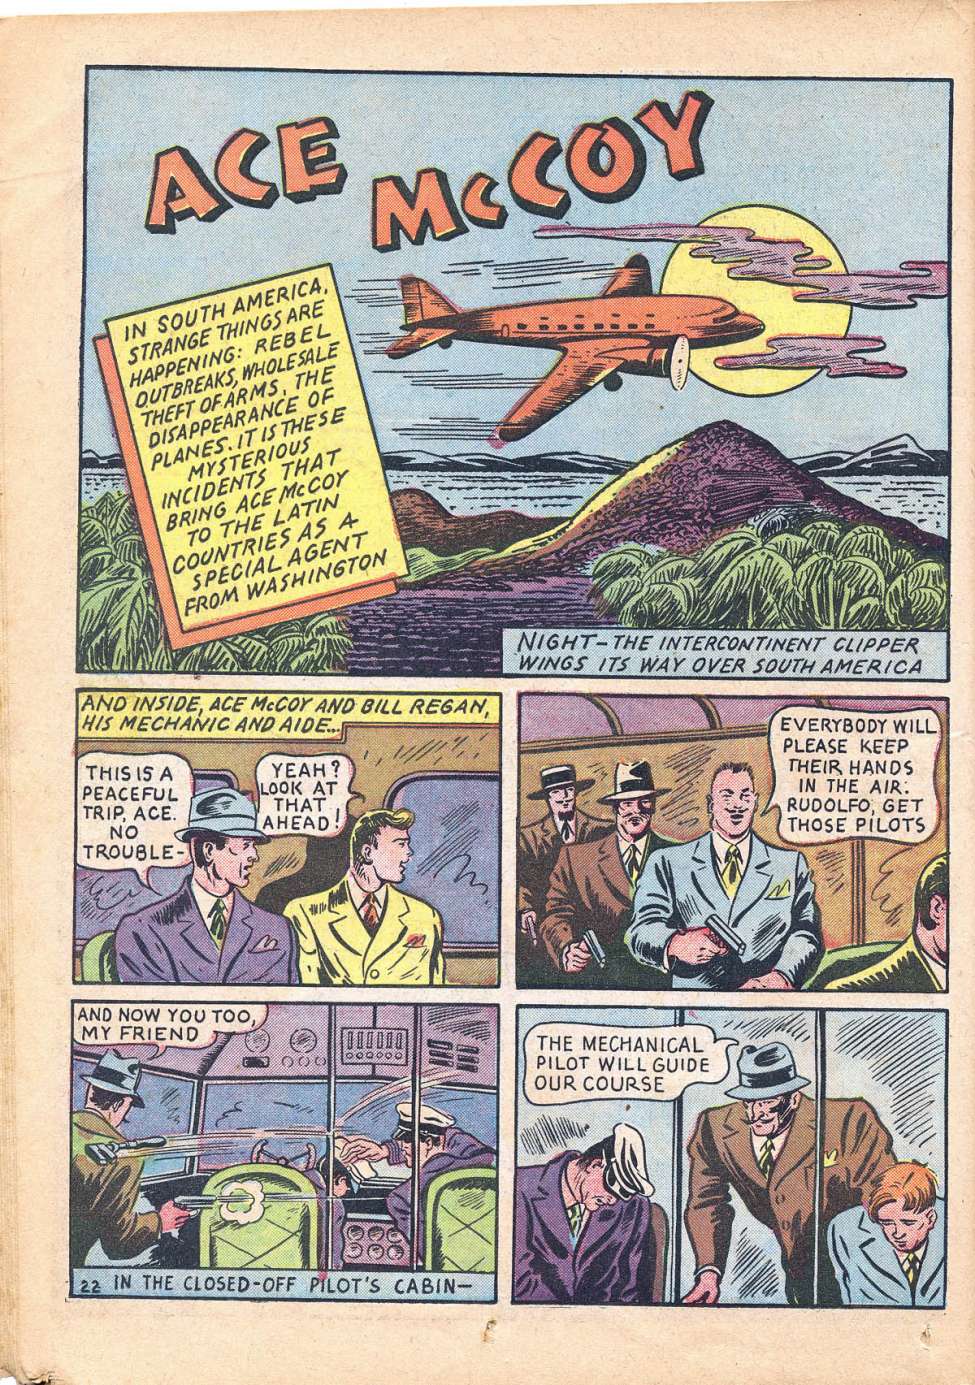 ACE
McCOY
IN SOUTH AMERICA,
STRANGE THINGS ARE
HAPPENING: REBEL
OUTBREAKS, WHOLESALE
THEFT OF ARMS, THE
DISAPPEARANCE OF
PLANES. IT IS THESE
MYSTERIOUS
INCIDENTS THAT
BRING ACE McCOY
TO THE LATIN
COUNTRIES AS A
SPECIAL AGENT
FROM WASHINGTON
NIGHT-THE INTERCONTINENT CLIPPER
WINGS ITS WAY OVER SOUTH AMERICA
AND INSIDE, ACE McCOY AND BILL REGAN,
HIS MECHANIC AND AIDE...
THIS IS A
PEACEFUL
TRIP, ACE.
NO
TROUBLE-
YEAH?
LOOK AT
THAT
AHEAD!
EVERYBODY WILL
PLEASE KEEP
THEIR HANDS
IN THE AIR.
RUDOLFO, GET
THOSE PILOTS
AND NOW YOU TOO,
MY FRIEND
22 IN THE CLOSED-OFF PILOT'S CABIN-
THE MECHANICAL
PILOT WILL GUIDE
OUR COURSE